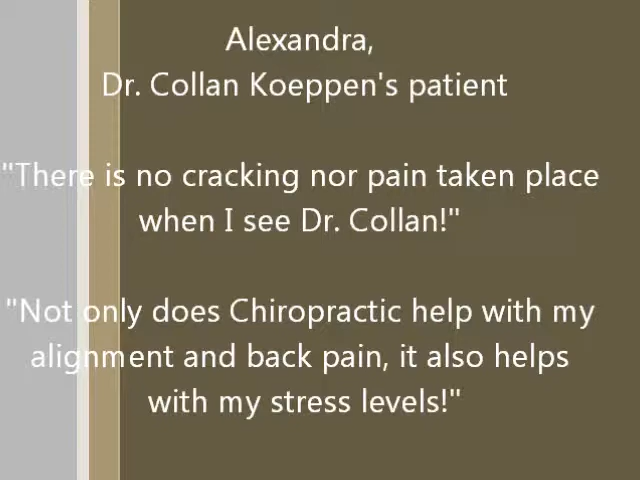 Alexandra,
Dr. Collan Koeppen's patient
"There is no cracking nor pain taken place
when I see Dr. Collan!"
"Not only does Chiropractic help with my
alignment and back pain, it also helps
with my stress levels!"